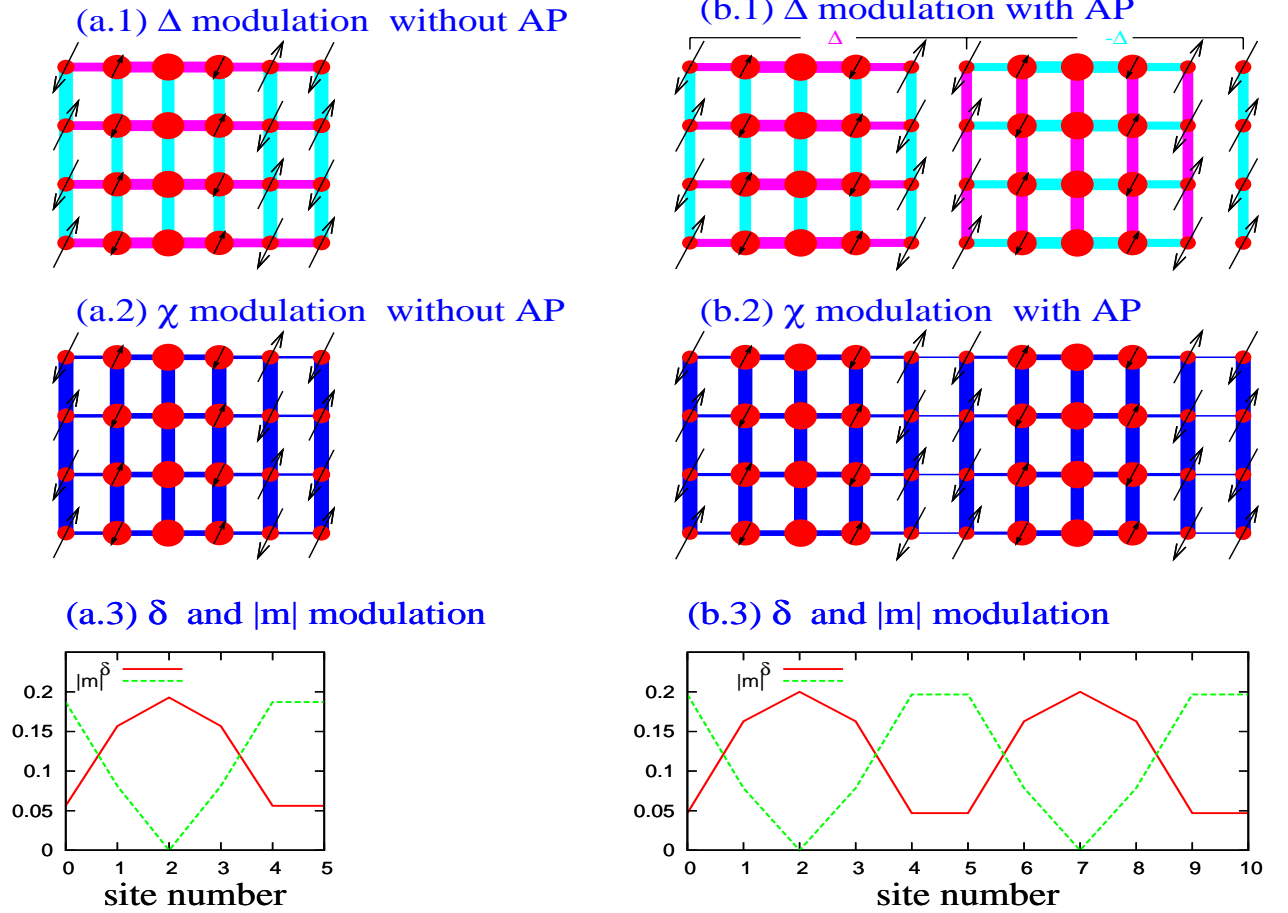 (a.1) Δ modulation without AP
(b.1) Δ modulation with AP
Δ
-Δ
(a.2) χ modulation without AP
(b.2) χ modulation with AP
(a.3) δ and |m| modulation
(b.3) δ and |m| modulation
δ
|m|
0.2
0.15
0.1
0.05
0
0 1 2 3 4 5
site number
δ
|m|
0.2
0.15
0.1
0.05
0
0 1 2 3 4 5 6 7 8 9 10
site number